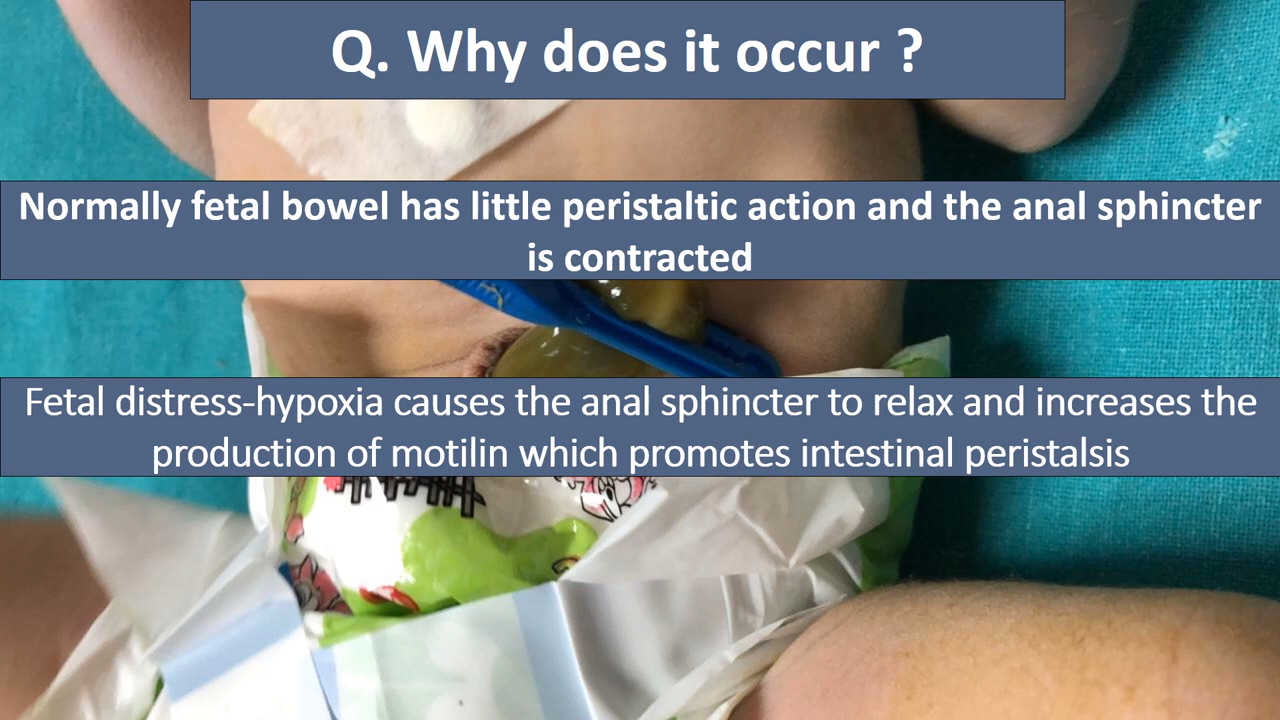 Q. Why does it occur ?
Normally fetal bowel has little peristaltic action and the anal sphincter
is contracted
Fetal distress-hypoxia causes the anal sphincter to relax and increases the
production of motilin which promotes intestinal peristalsis